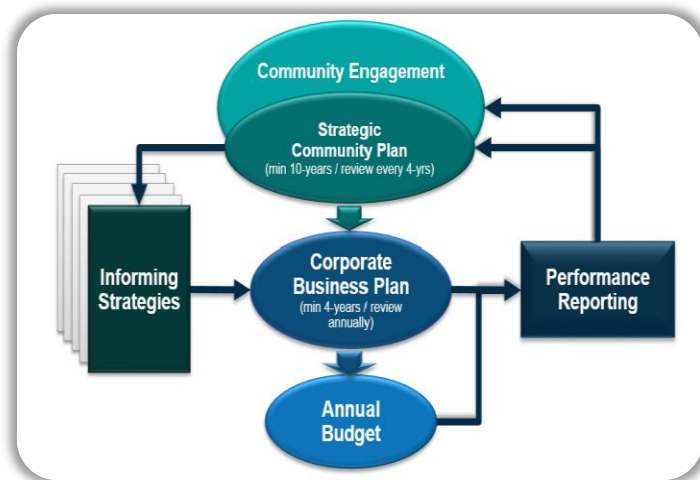 Community Engagement
Strategic
Community Plan
(min 10-years / review every 4-yrs)
Informing
Strategies
Corporate
Business Plan
(min 4-years / review
annually)
Performance
Reporting
Annual
Budget